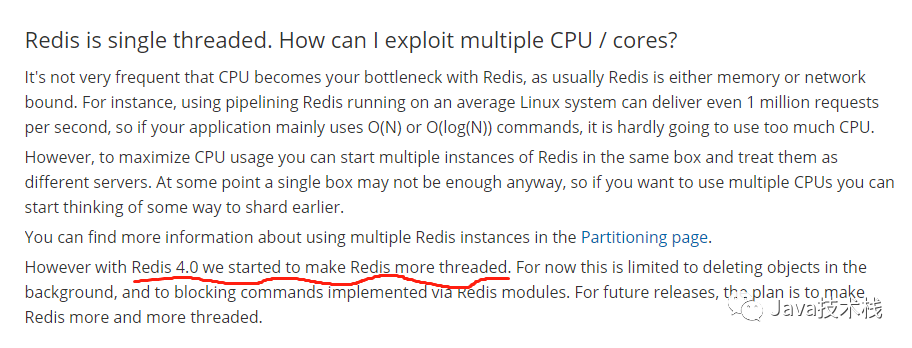 Redis is single threaded. How can I exploit multiple CPU / cores?
It's not very frequent that CPU becomes your bottleneck with Redis, as usually Redis is either memory or network
bound. For instance, using pipelining Redis running on an average Linux system can deliver even 1 million requests
per second, so if your application mainly uses O(N) or O(log(N)) commands, it is hardly going to use too much CPU.
However, to maximize CPU usage you can start multiple instances of Redis in the same box and treat them as
different servers. At some point a single box may not be enough anyway, so if you want to use multiple CPUs you can
start thinking of some way to shard earlier.
You can find more information about using multiple Redis instances in the Partitioning page.
However with Redis 4.0 we started to make Redis more threaded. For now this is limited to deleting objects in the
background, and to blocking commands implemented via Redis modules. For future releases, the plan is to make
Redis more and more threaded.
Java技术栈